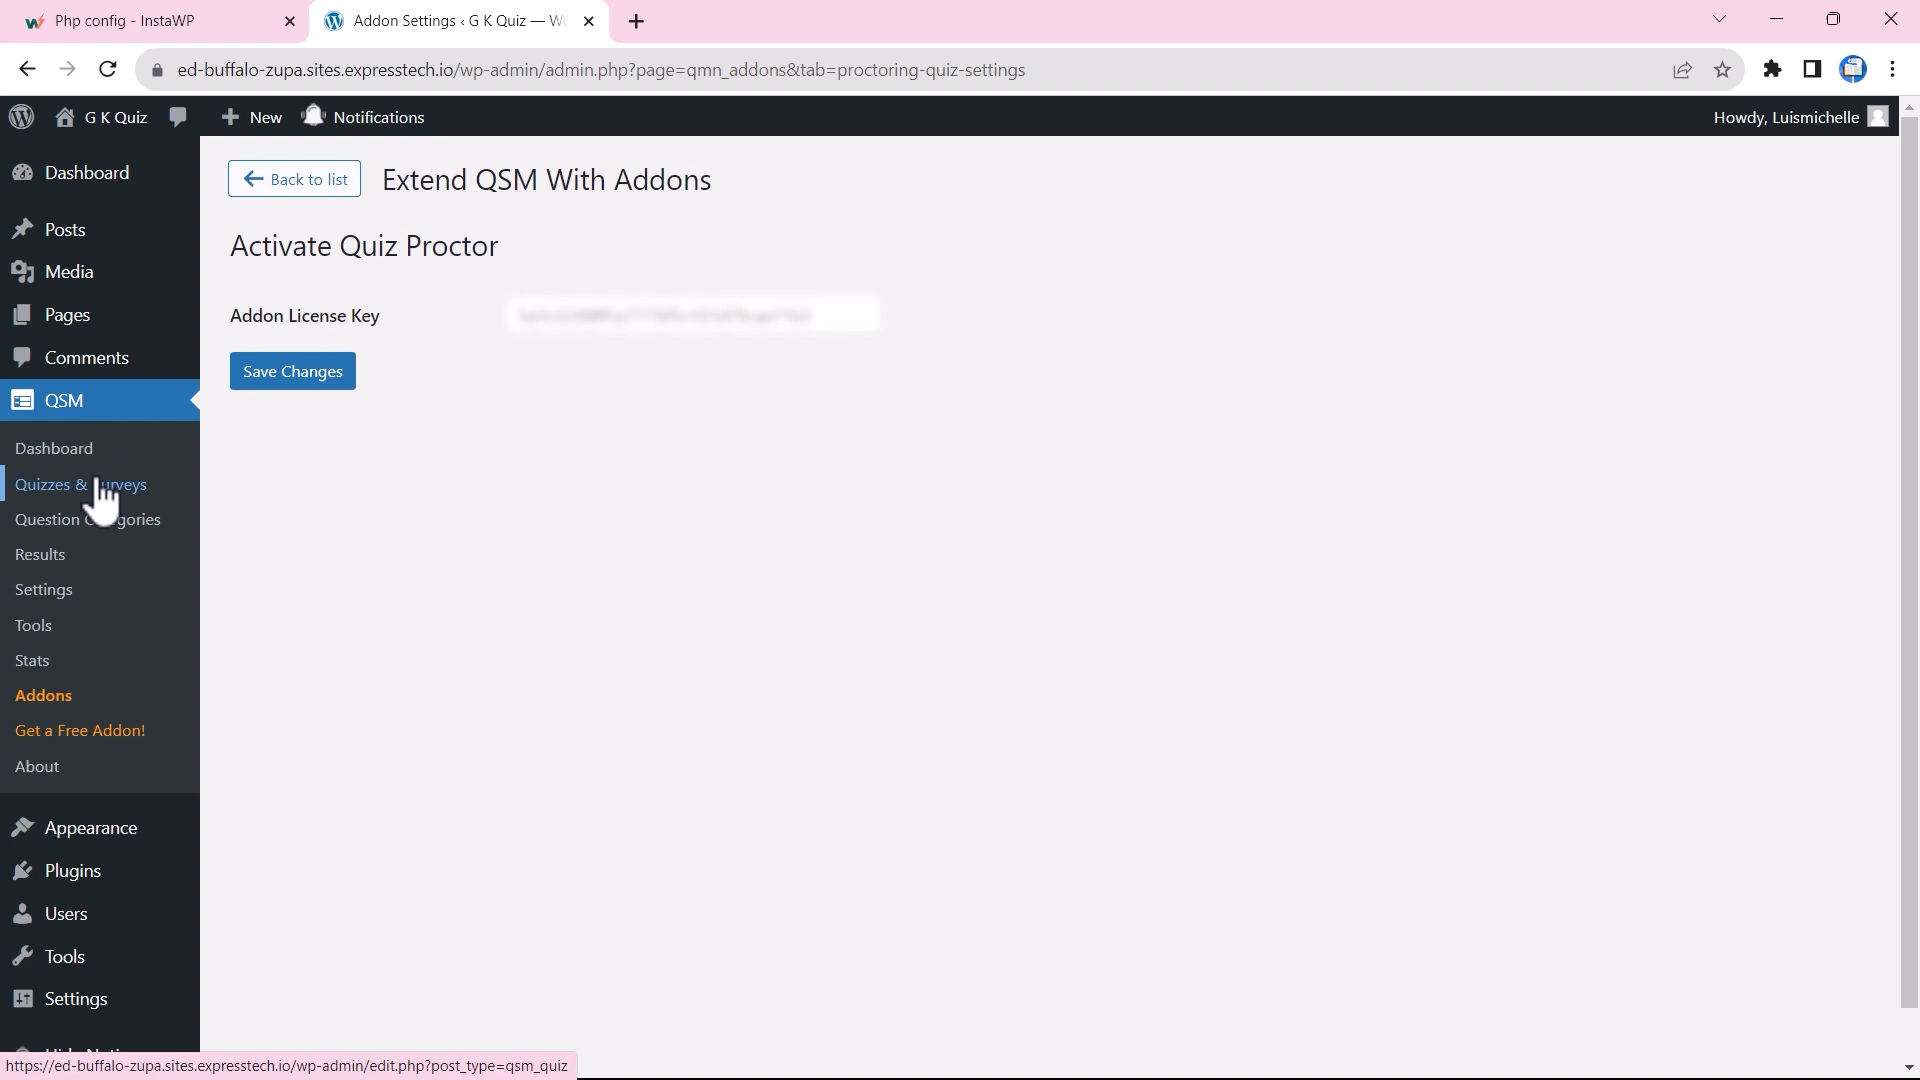 Php config - InstaWP
Addon Settings ‹ G K Quiz — W
ed-buffalo-zupa.sites.expresstech.io/wp-admin/admin.php?page=qmn_addons&tab=proctoring-quiz-settings
G K Quiz
New
Notifications
Howdy, Luismichelle
Dashboard
Posts
Media
Pages
Comments
QSM
Dashboard
Quizzes & Surveys
Question Categories
Results
Settings
Tools
Stats
Addons
Get a Free Addon!
About
Appearance
Plugins
Users
Tools
Settings
Back to list
Extend QSM With Addons
Activate Quiz Proctor
Addon License Key
Save Changes
https://ed-buffalo-zupa.sites.expresstech.io/wp-admin/edit.php?post_type=qsm_quiz